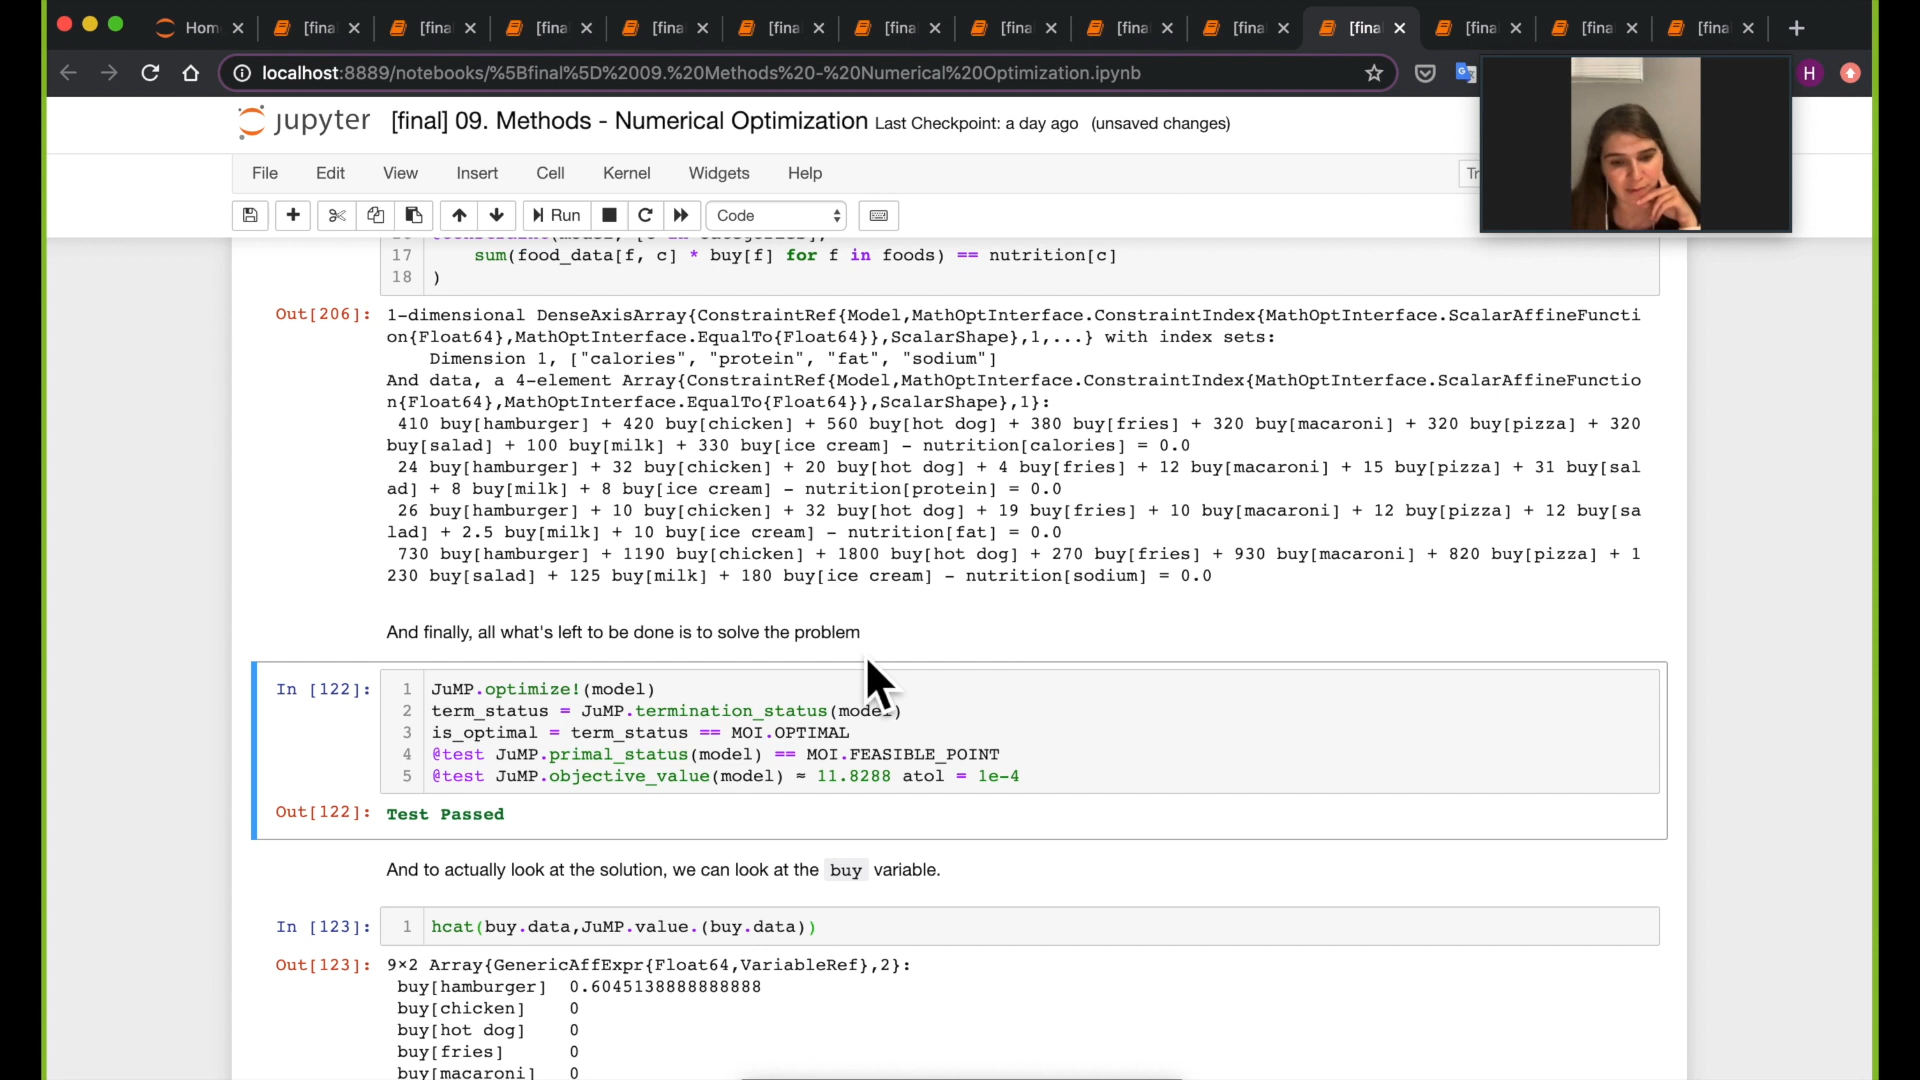 Hom
[final
[final
[final
[final
[final
[final
[final
[final
[final
[final
[final
[final
[final
localhost:8889/notebooks/%5Bfinal%5D%2009.%20Methods%20-%20Numerical%20Optimization.ipynb
H
jupyter [final] 09. Methods - Numerical Optimization Last Checkpoint: a day ago (unsaved changes)
File Edit View Insert Cell Kernel Widgets Help Tr
Run Code
17 sum(food_data[f, c] * buy[f] for f in foods) == nutrition[c]
18 )
Out[206]: 1-dimensional DenseAxisArray{ConstraintRef{Model,MathOptInterface.ConstraintIndex{MathOptInterface.ScalarAffineFuncti
on{Float64},MathOptInterface.EqualTo{Float64}},ScalarShape},1,...} with index sets:
Dimension 1, ["calories", "protein", "fat", "sodium"]
And data, a 4-element Array{ConstraintRef{Model,MathOptInterface.ConstraintIndex{MathOptInterface.ScalarAffineFunctio
n{Float64},MathOptInterface.EqualTo{Float64}},ScalarShape},1}:
410 buy[hamburger] + 420 buy[chicken] + 560 buy[hot dog] + 380 buy[fries] + 320 buy[macaroni] + 320 buy[pizza] + 320
buy[salad] + 100 buy[milk] + 330 buy[ice cream] - nutrition[calories] = 0.0
24 buy[hamburger] + 32 buy[chicken] + 20 buy[hot dog] + 4 buy[fries] + 12 buy[macaroni] + 15 buy[pizza] + 31 buy[sal
ad] + 8 buy[milk] + 8 buy[ice cream] - nutrition[protein] = 0.0
26 buy[hamburger] + 10 buy[chicken] + 32 buy[hot dog] + 19 buy[fries] + 10 buy[macaroni] + 12 buy[pizza] + 12 buy[sa
lad] + 2.5 buy[milk] + 10 buy[ice cream] - nutrition[fat] = 0.0
730 buy[hamburger] + 1190 buy[chicken] + 1800 buy[hot dog] + 270 buy[fries] + 930 buy[macaroni] + 820 buy[pizza] + 1
230 buy[salad] + 125 buy[milk] + 180 buy[ice cream] - nutrition[sodium] = 0.0
And finally, all what's left to be done is to solve the problem
In [122]: 1 JuMP.optimize!(model)
2 term_status = JuMP.termination_status(model)
3 is_optimal = term_status == MOI.OPTIMAL
4 @test JuMP.primal_status(model) == MOI.FEASIBLE_POINT
5 @test JuMP.objective_value(model) ≈ 11.8288 atol = 1e-4
Out[122]: Test Passed
And to actually look at the solution, we can look at the buy variable.
In [123]: 1 hcat(buy.data,JuMP.value.(buy.data))
Out[123]: 9×2 Array{GenericAffExpr{Float64,VariableRef},2}:
buy[hamburger] 0.6045138888888888
buy[chicken] 0
buy[hot dog] 0
buy[fries] 0
buy[macaroni] 0